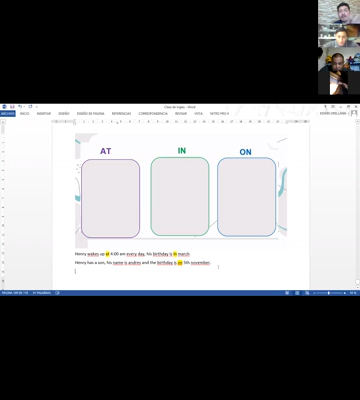 Clase de ingles - Word
ARCHIVO INICIO INSERTAR DISEÑO DISEÑO DE PÁGINA REFERENCIAS CORRESPONDENCIA REVISAR VISTA NITRO PRO 9
AT IN ON
Henry wakes up at 4:00 am every day, his birthday is in march
Henry has a son, his name is andres and the birthday is on 5th november.